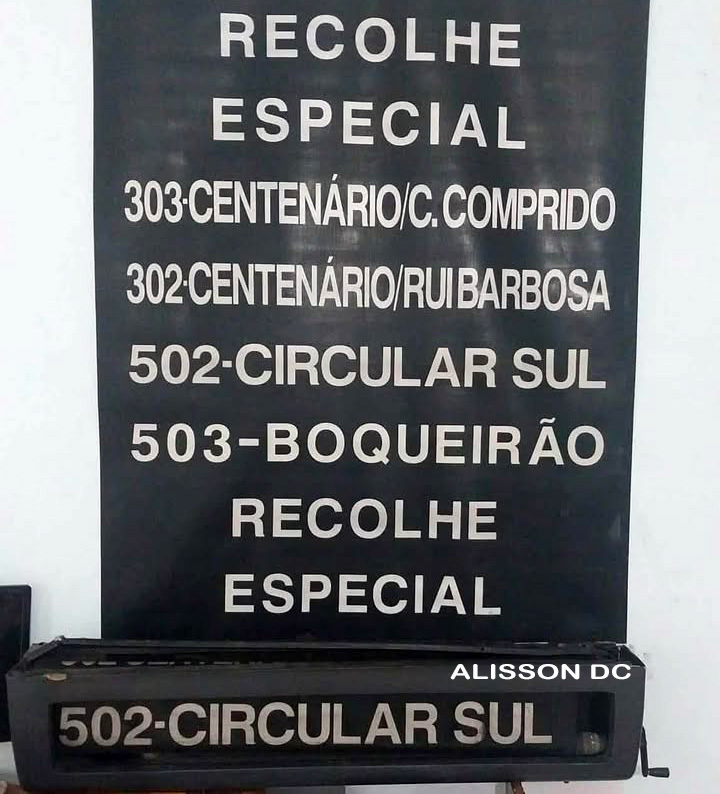 RECOLHE
ESPECIAL
303-CENTENÁRIO/C. COMPRIDO
302-CENTENÁRIO/RUI BARBOSA
502-CIRCULAR SUL
503-BOQUEIRÃO
RECOLHE
ESPECIAL
ALISSON DC
502-CIRCULAR SUL